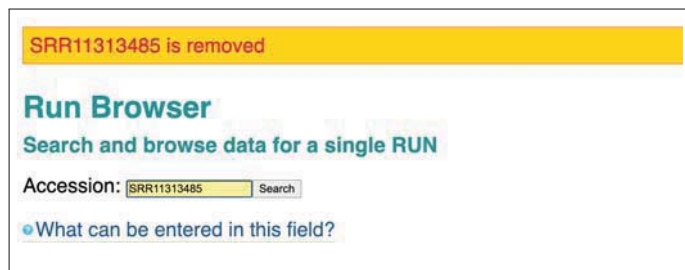 SRR11313485 is removed
Run Browser
Search and browse data for a single RUN
Accession: SRR11313485 Search
What can be entered in this field?